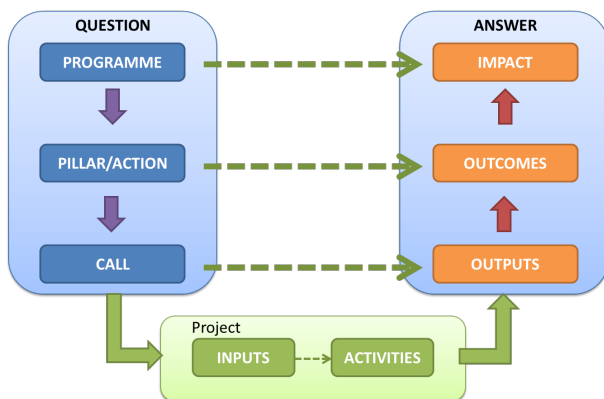 QUESTION
PROGRAMME
PILLAR/ACTION
CALL
ANSWER
IMPACT
OUTCOMES
OUTPUTS
Project
INPUTS
ACTIVITIES